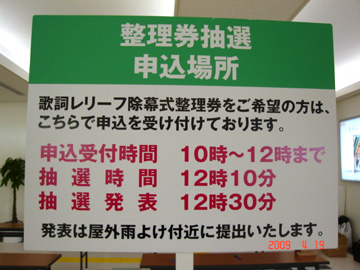 整理券抽選
申込場所
歌詞レリーフ除幕式整理券をご希望の方は、
こちらで申込を受け付けております。
申込受付時間 10時～12時まで
抽選時間 12時10分
抽選発表 12時30分
発表は屋外雨よけ付近に提出いたします。
2009 4 19